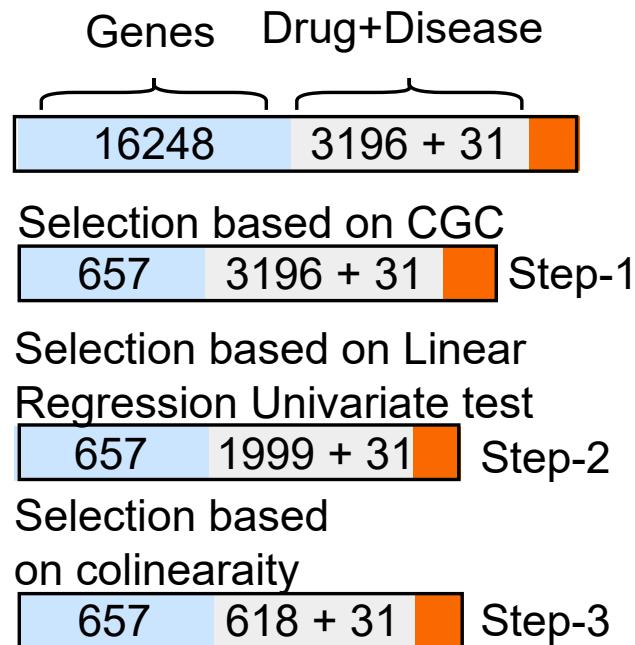 Genes Drug+Disease
16248 3196 + 31
Selection based on CGC
657 3196 + 31 Step-1
Selection based on Linear
Regression Univariate test
657 1999 + 31 Step-2
Selection based
on colinearaity
657 618 + 31 Step-3